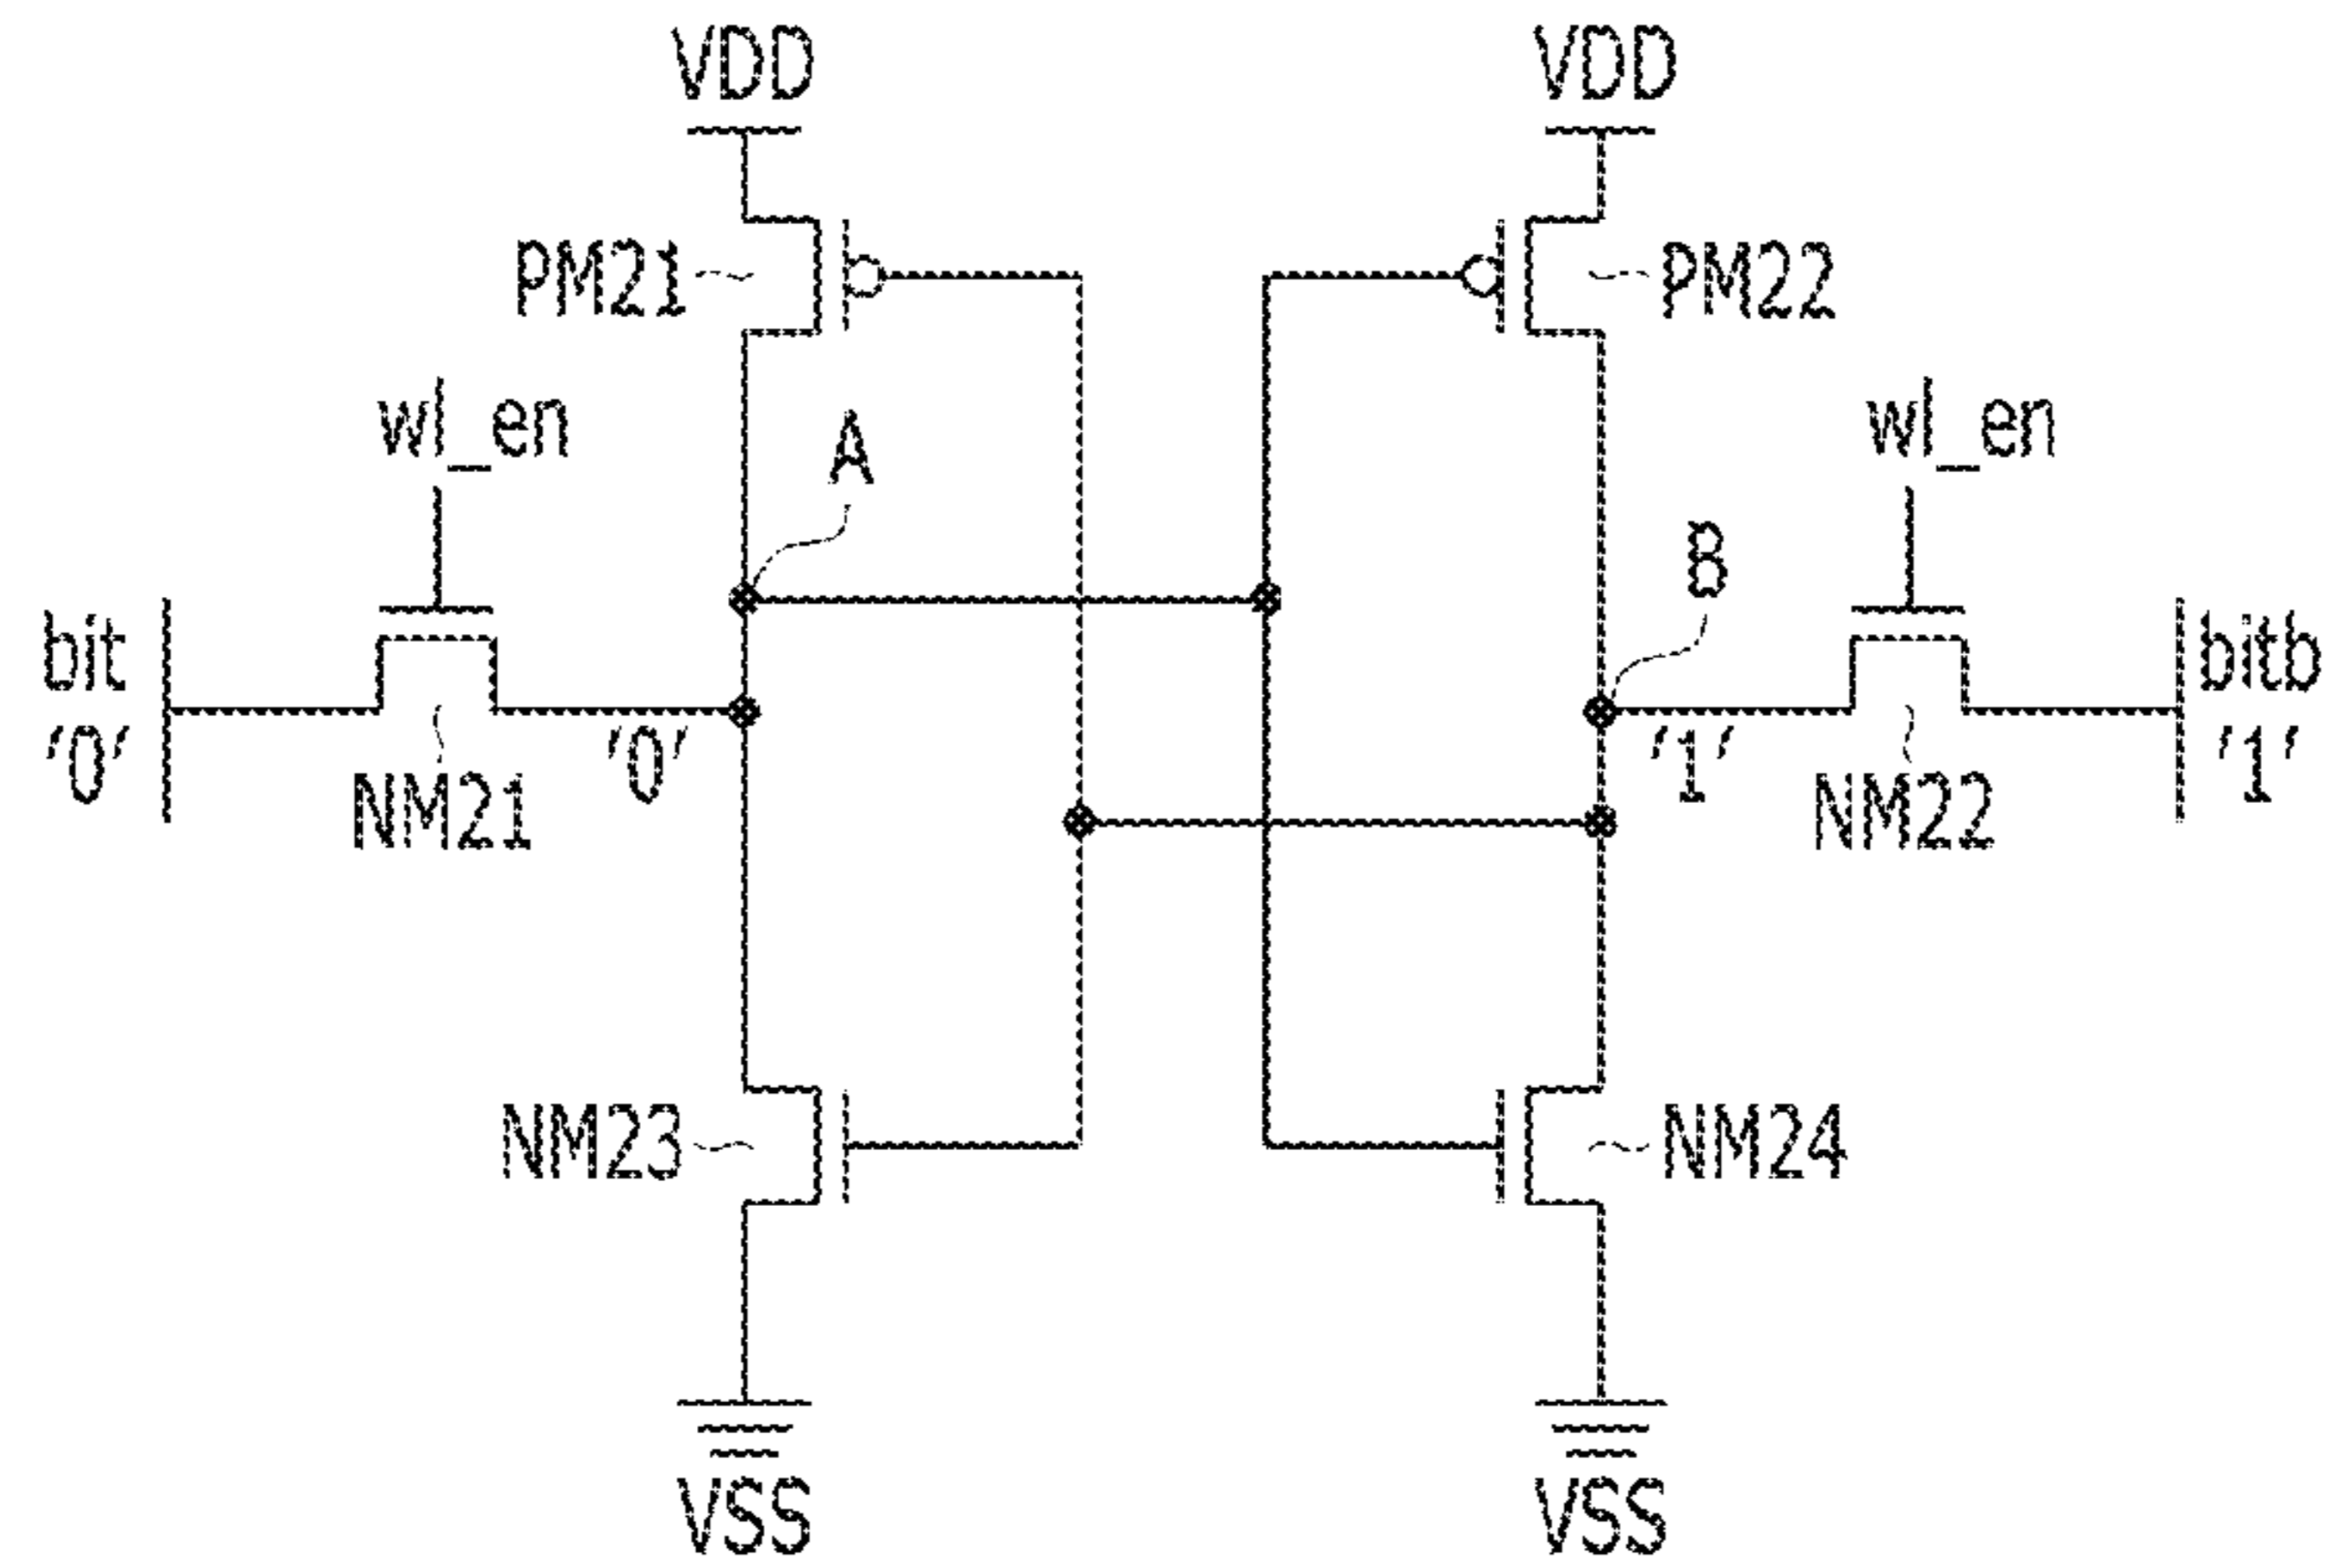 VDD VDD
PM21 PM22
wl_en A wl_en
B
bit bitb
'0' '0' '1' '1'
NM21 NM22
NM23 NM24
VSS VSS